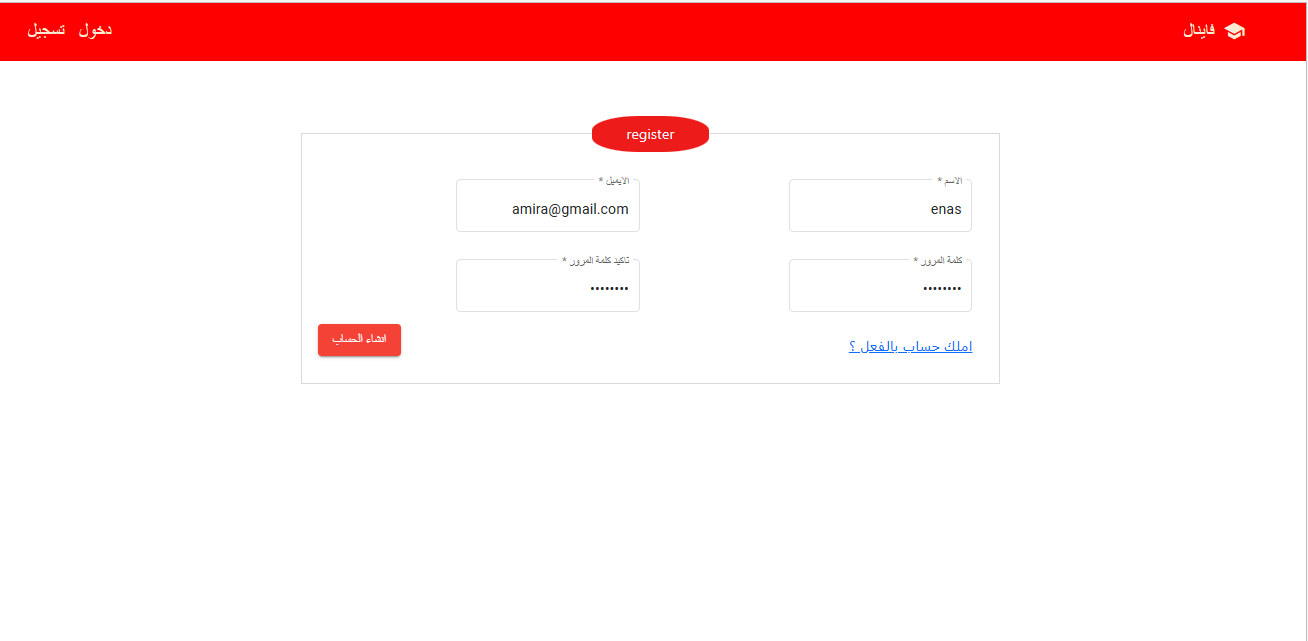 فاينال
دخول تسجيل
register
الاسم *
enas
الايميل *
amira@gmail.com
كلمة المرور *
••••••••
تاكيد كلمة المرور *
••••••••
املك حساب بالفعل ؟
انشاء الحساب